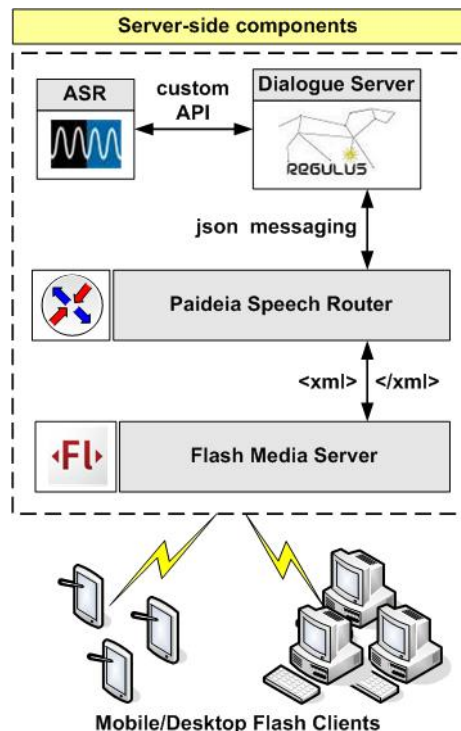 Server-side components
ASR
custom
API
Dialogue Server
REGULUS
json messaging
Paideia Speech Router
<xml> </xml>
Fl
Flash Media Server
Mobile/Desktop Flash Clients